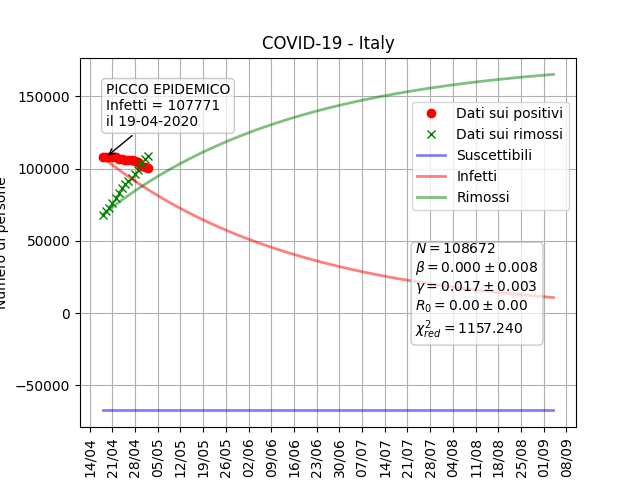 COVID-19 - Italy
PICCO EPIDEMICO
Infetti = 107771
il 19-04-2020
Dati sui positivi
Dati sui rimossi
Suscettibili
Infetti
Rimossi
N = 108672
β = 0.000 ± 0.008
γ = 0.017 ± 0.003
R₀ = 0.00 ± 0.00
χ²red = 1157.240
Numero di persone
150000
100000
50000
0
−50000
14/04 21/04 28/04 05/05 12/05 19/05 26/05 02/06 09/06 16/06 23/06 30/06 07/07 14/07 21/07 28/07 04/08 11/08 18/08 25/08 01/09 08/09